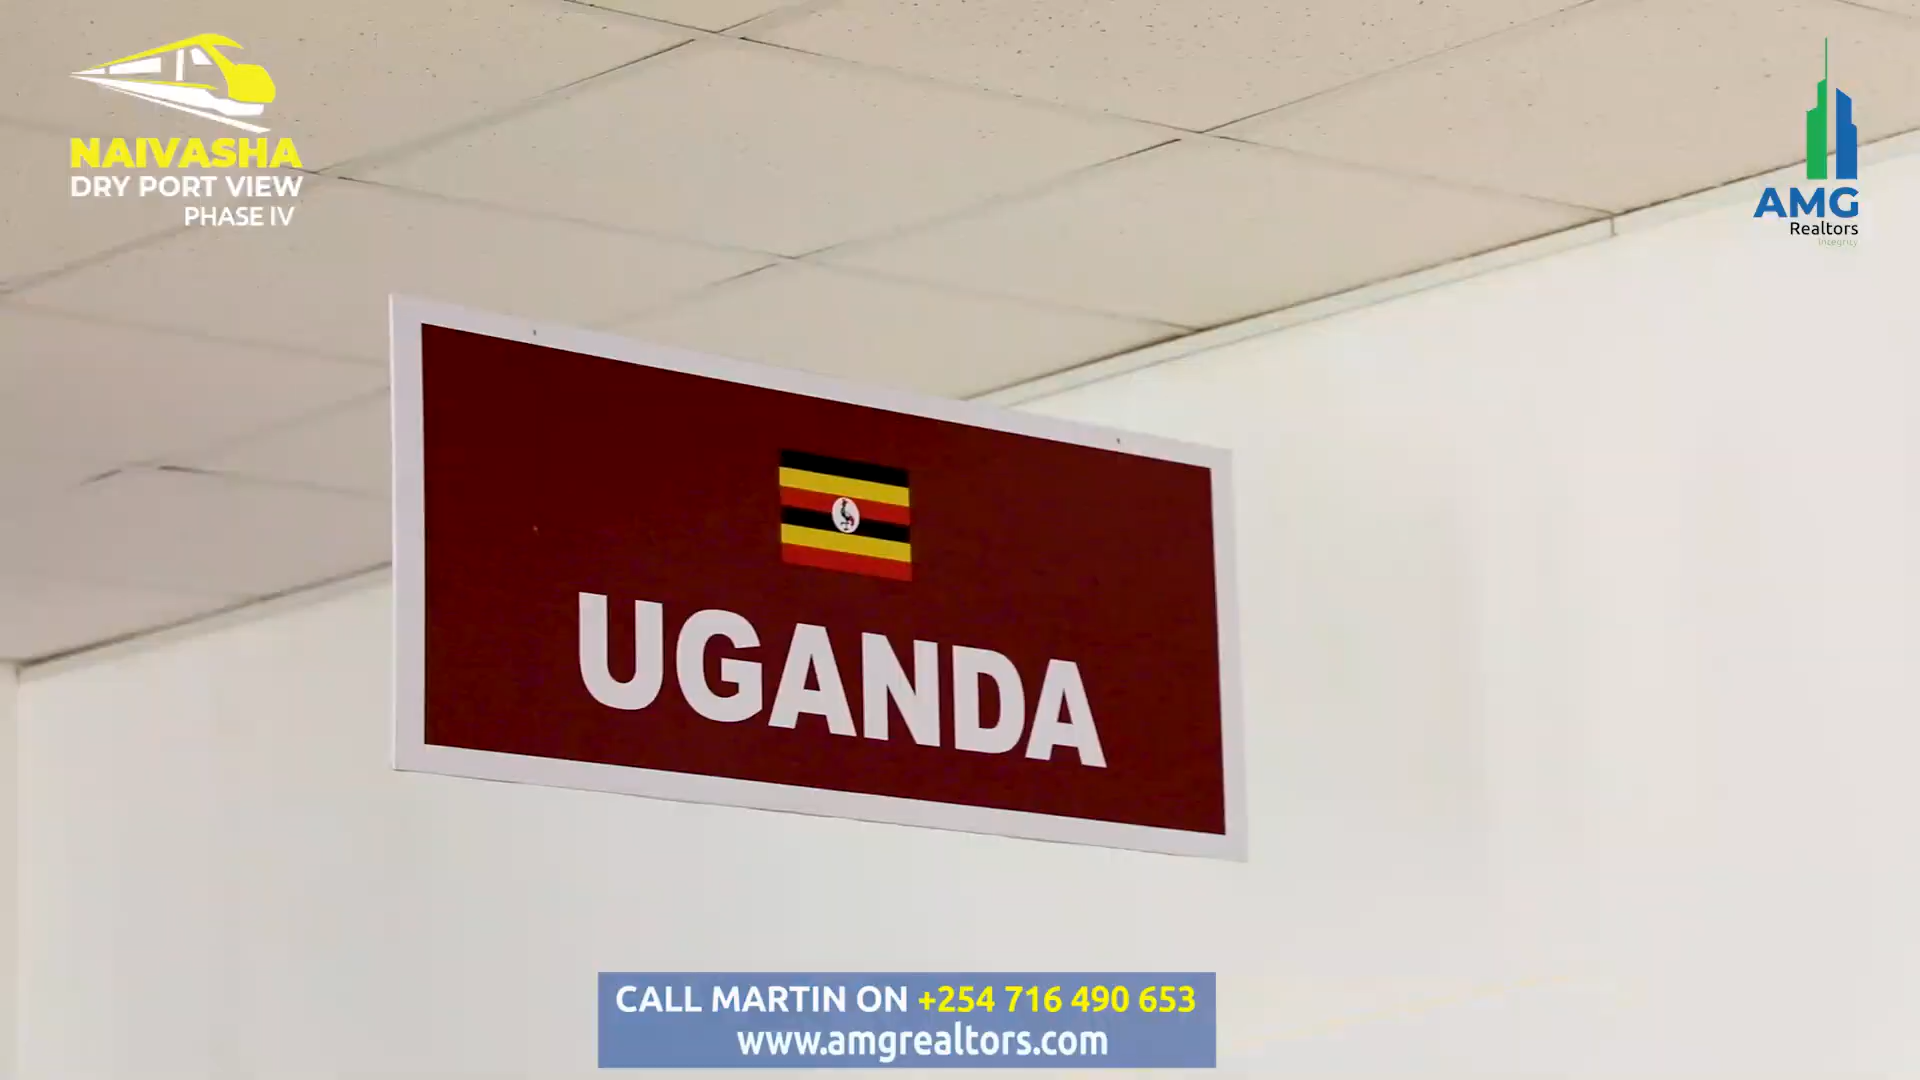 NAIVASHA
DRY PORT VIEW
PHASE IV
AMG
Realtors
Integrity
UGANDA
CALL MARTIN ON +254 716 490 653
www.amgrealtors.com